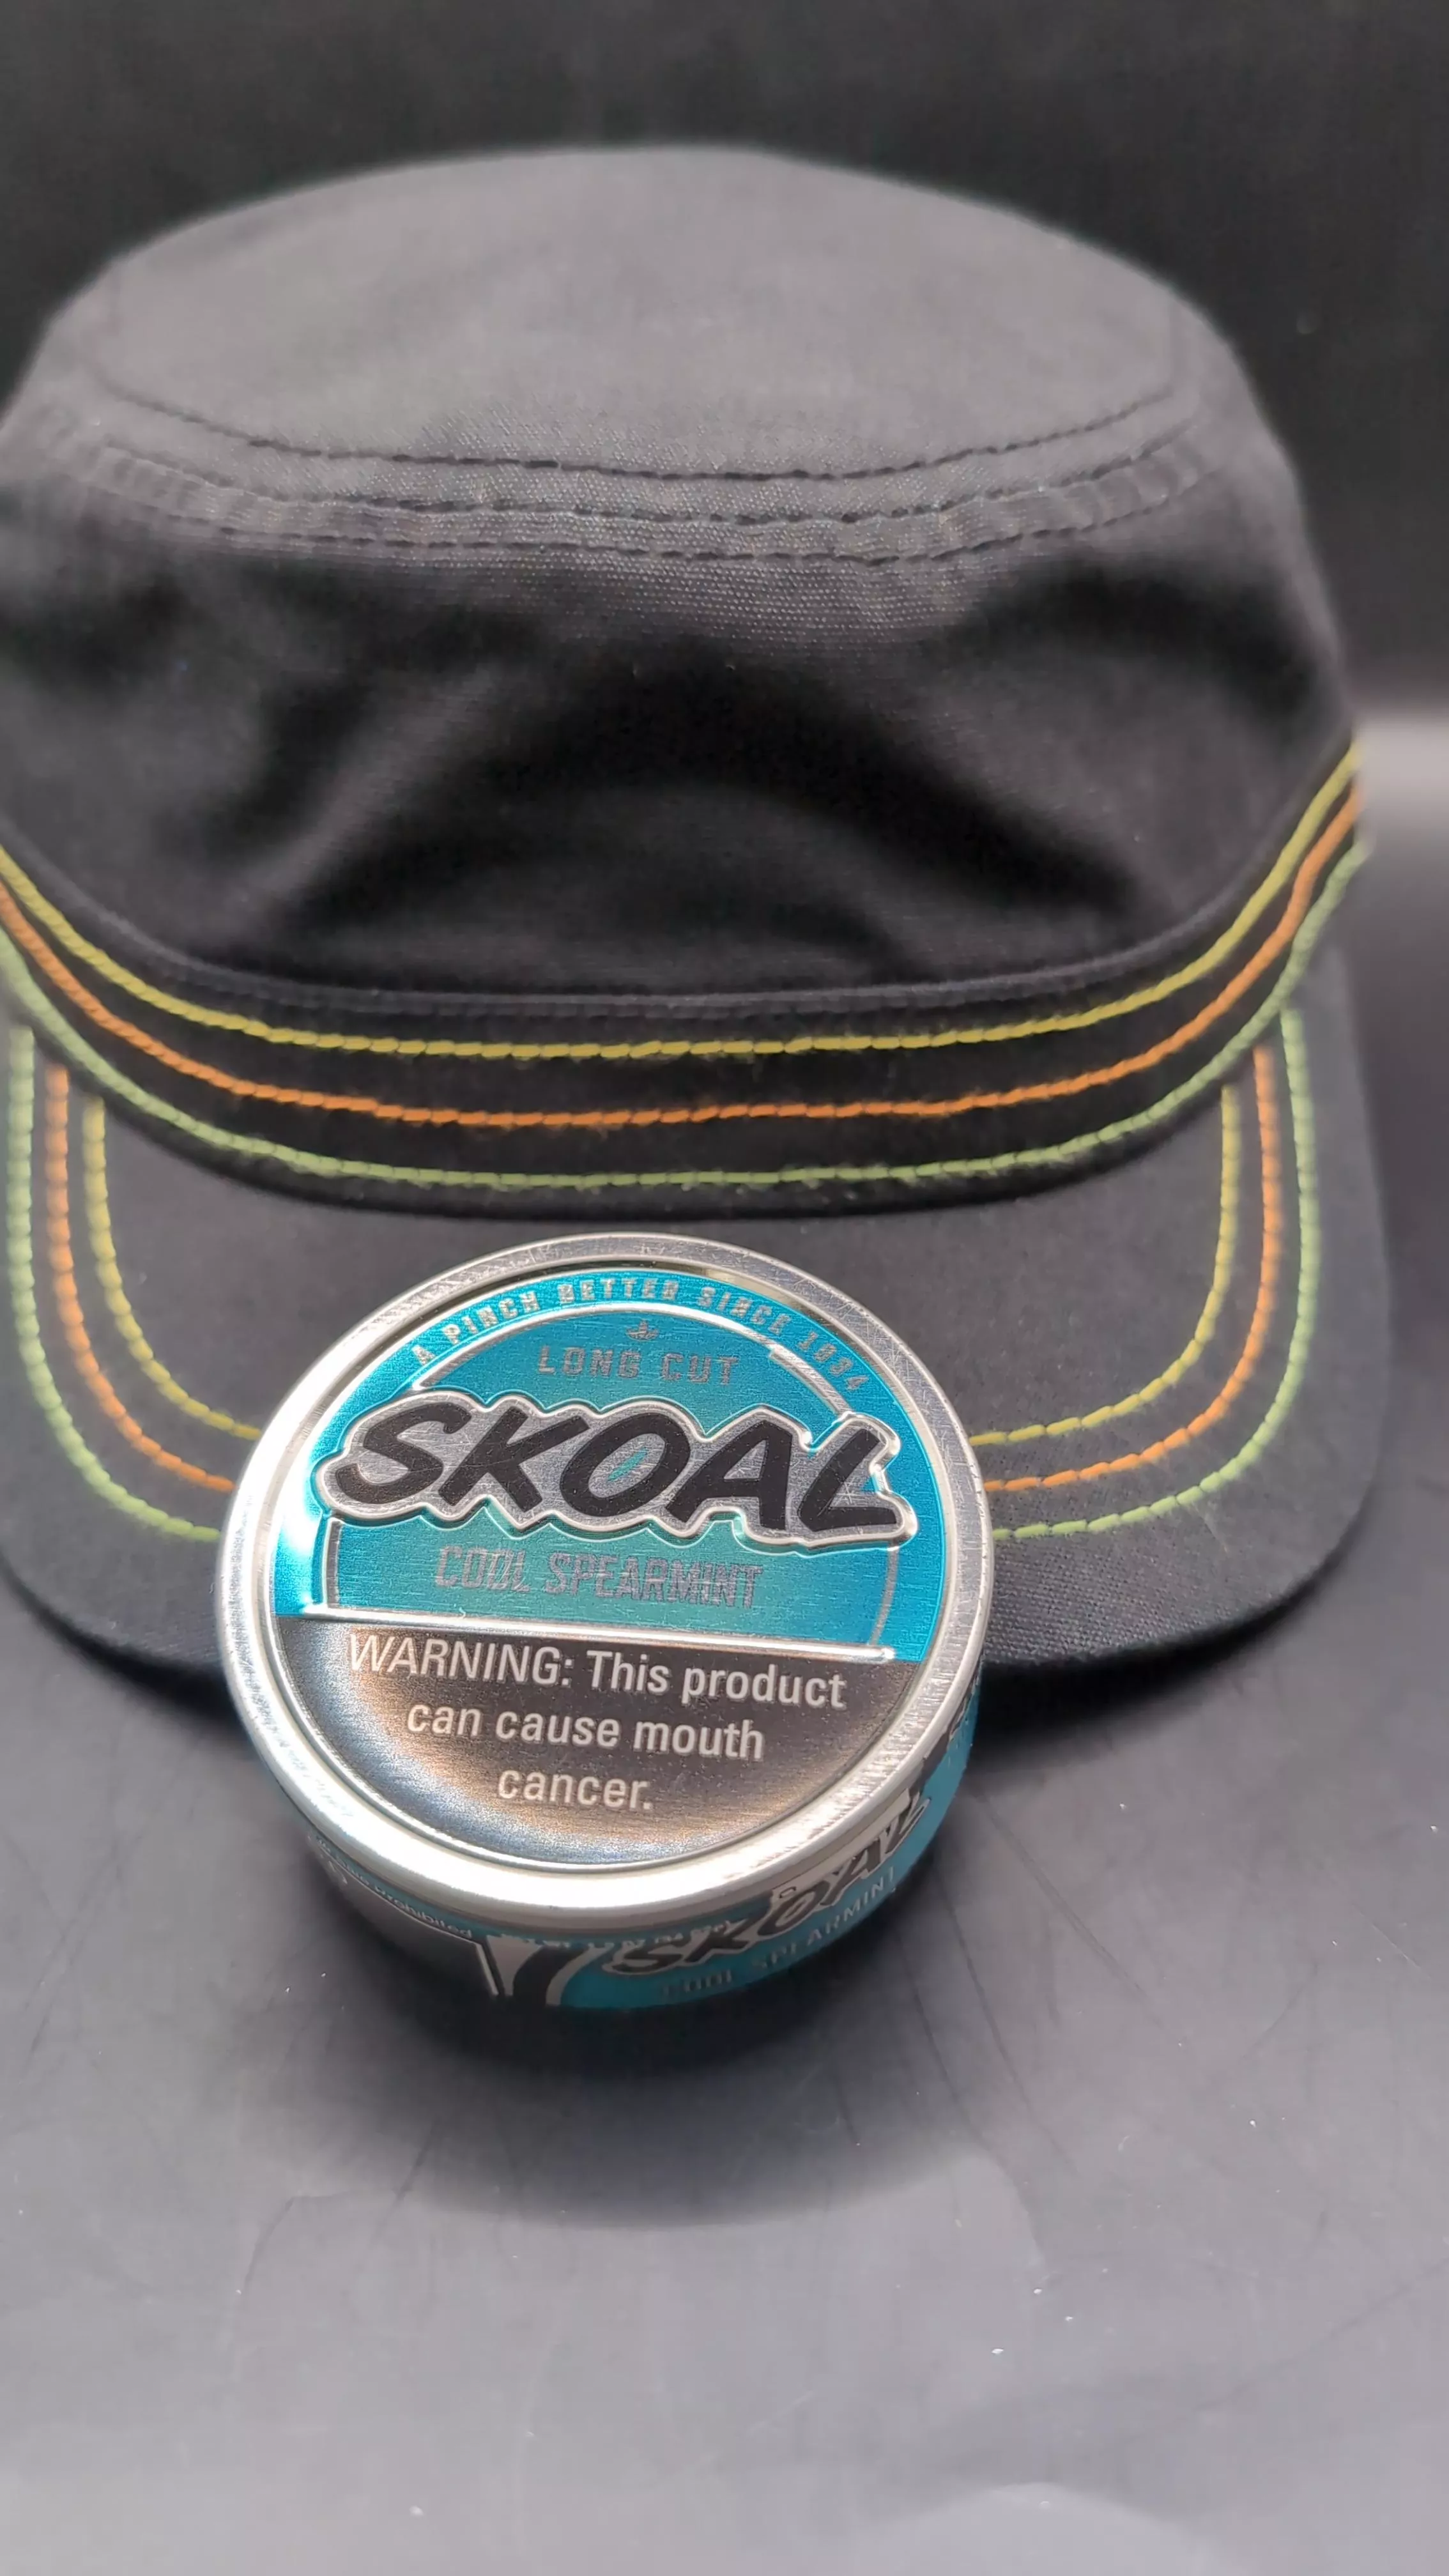 A PINCH BETTER SINCE 1934
LONG CUT
SKOAL
COOL SPEARMINT
WARNING: This product
can cause mouth
cancer.
Prohibited
SKOAL
COOL SPEARMINT